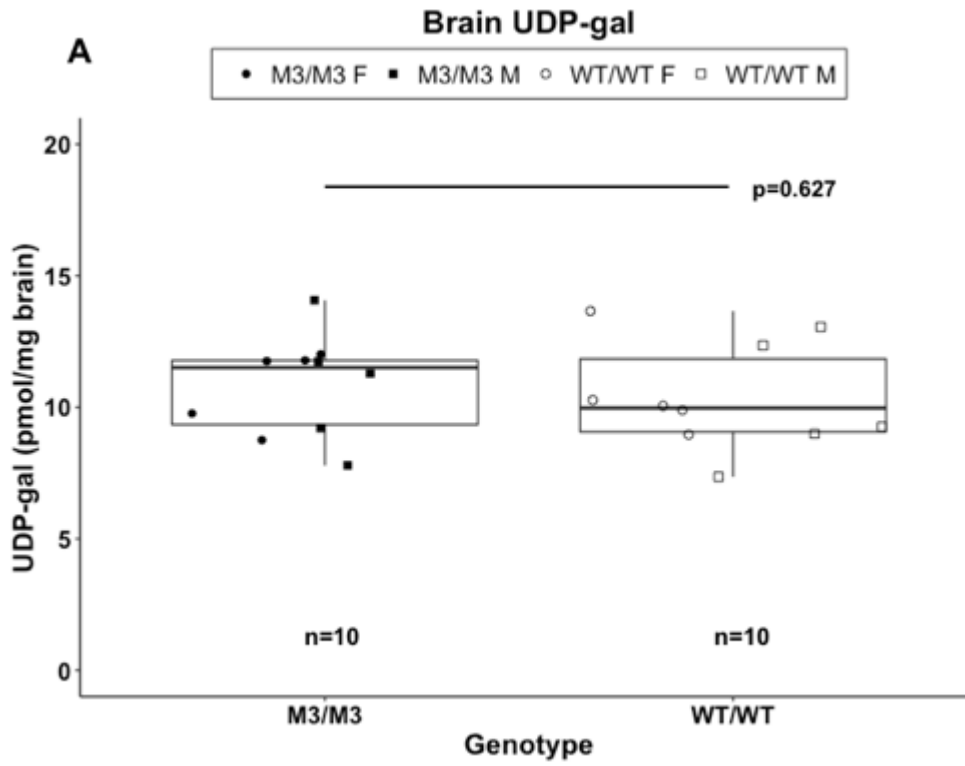 Brain UDP-gal
A
M3/M3 F M3/M3 M WT/WT F WT/WT M
20
p=0.627
15
10
5
0
UDP-gal (pmol/mg brain)
n=10 n=10
M3/M3 WT/WT
Genotype